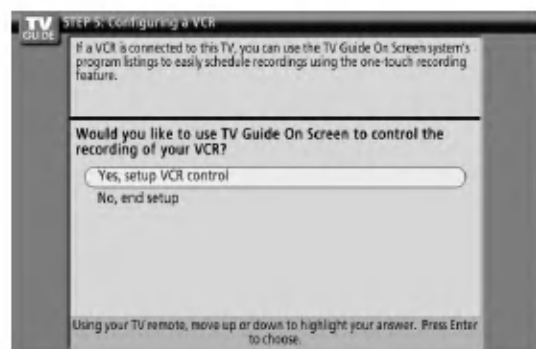 TV
GUIDE
STEP 5: Configuring a VCR
If a VCR is connected to this TV, you can use the TV Guide On Screen system's
program listings to easily schedule recordings using the one-touch recording
feature.
Would you like to use TV Guide On Screen to control the
recording of your VCR?
Yes, setup VCR control
No, end setup
Using your TV remote, move up or down to highlight your answer. Press Enter
to choose.